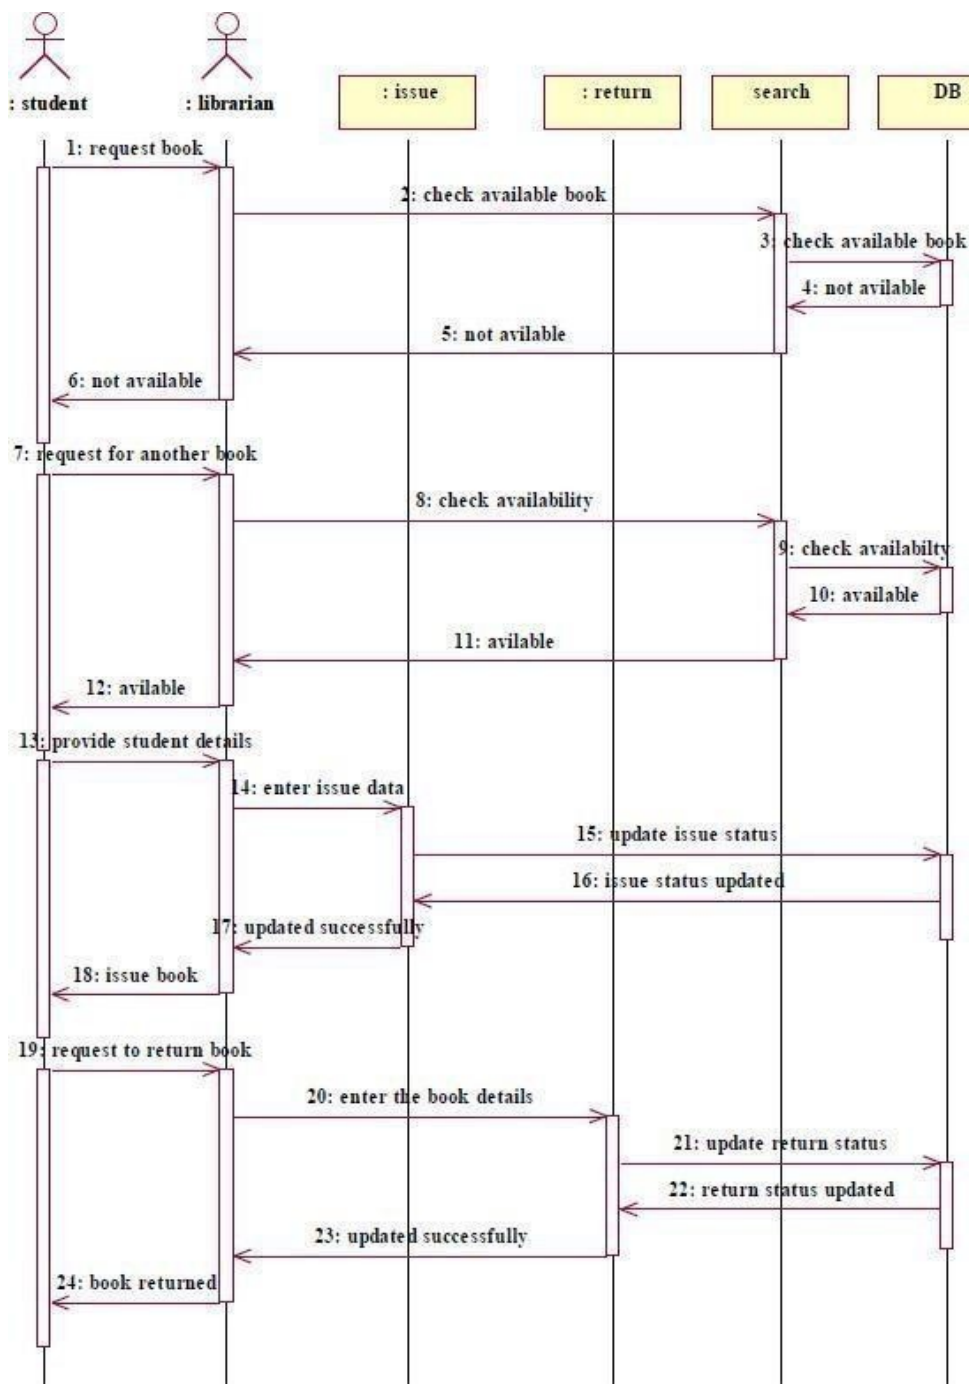 : student
: librarian
: issue
: return
search
DB
1: request book
2: check available book
3: check available book
4: not avilable
5: not avilable
6: not available
7: request for another book
8: check availability
9: check availabilty
10: available
11: avilable
12: avilable
13: provide student details
14: enter issue data
15: update issue status
16: issue status updated
17: updated successfully
18: issue book
19: request to return book
20: enter the book details
21: update return status
22: return status updated
23: updated successfully
24: book returned